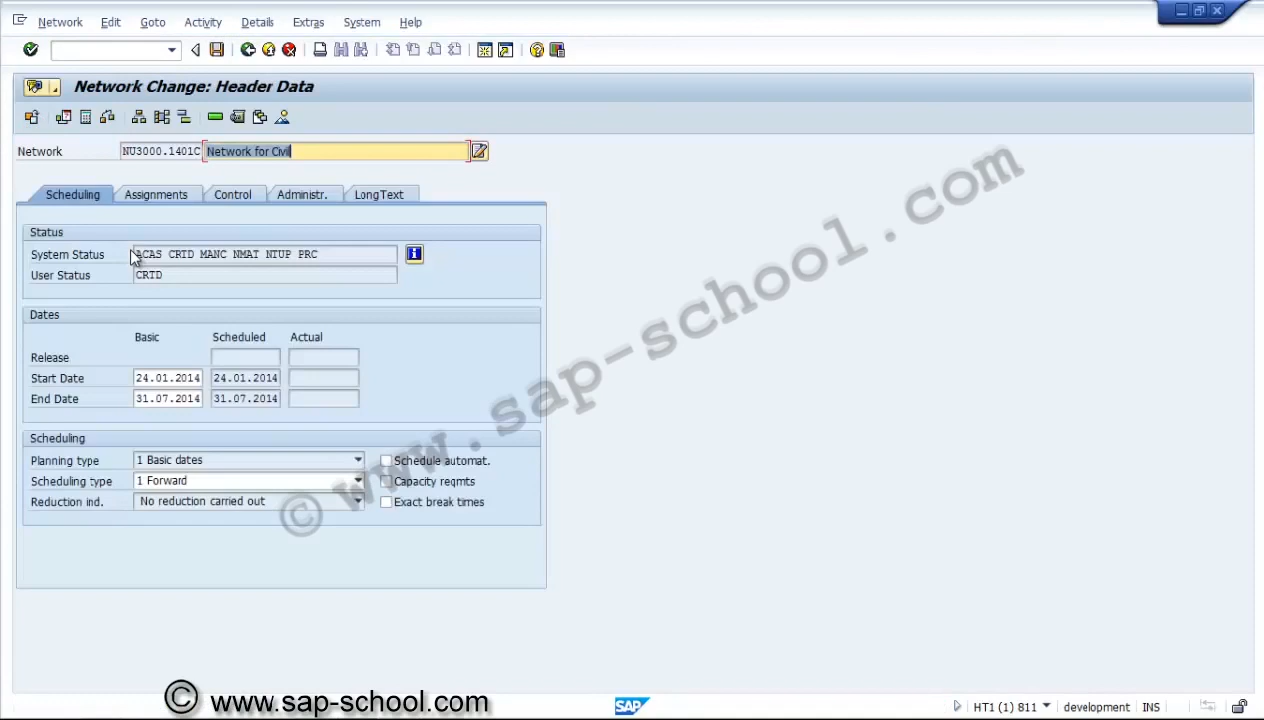 Network Edit Goto Activity Details Extras System Help
Network Change: Header Data
Network NU3000.1401C Network for Civil
Scheduling Assignments Control Administr. LongText
Status
System Status ACAS CRTD MANC NMAT NTUP PRC
User Status CRTD
Dates
Basic Scheduled Actual
Release
Start Date 24.01.2014 24.01.2014
End Date 31.07.2014 31.07.2014
Scheduling
Planning type 1 Basic dates Schedule automat.
Scheduling type 1 Forward Capacity reqmts
Reduction ind. No reduction carried out Exact break times
© www.sap-school.com
© www.sap-school.com
SAP
HT1 (1) 811 development INS